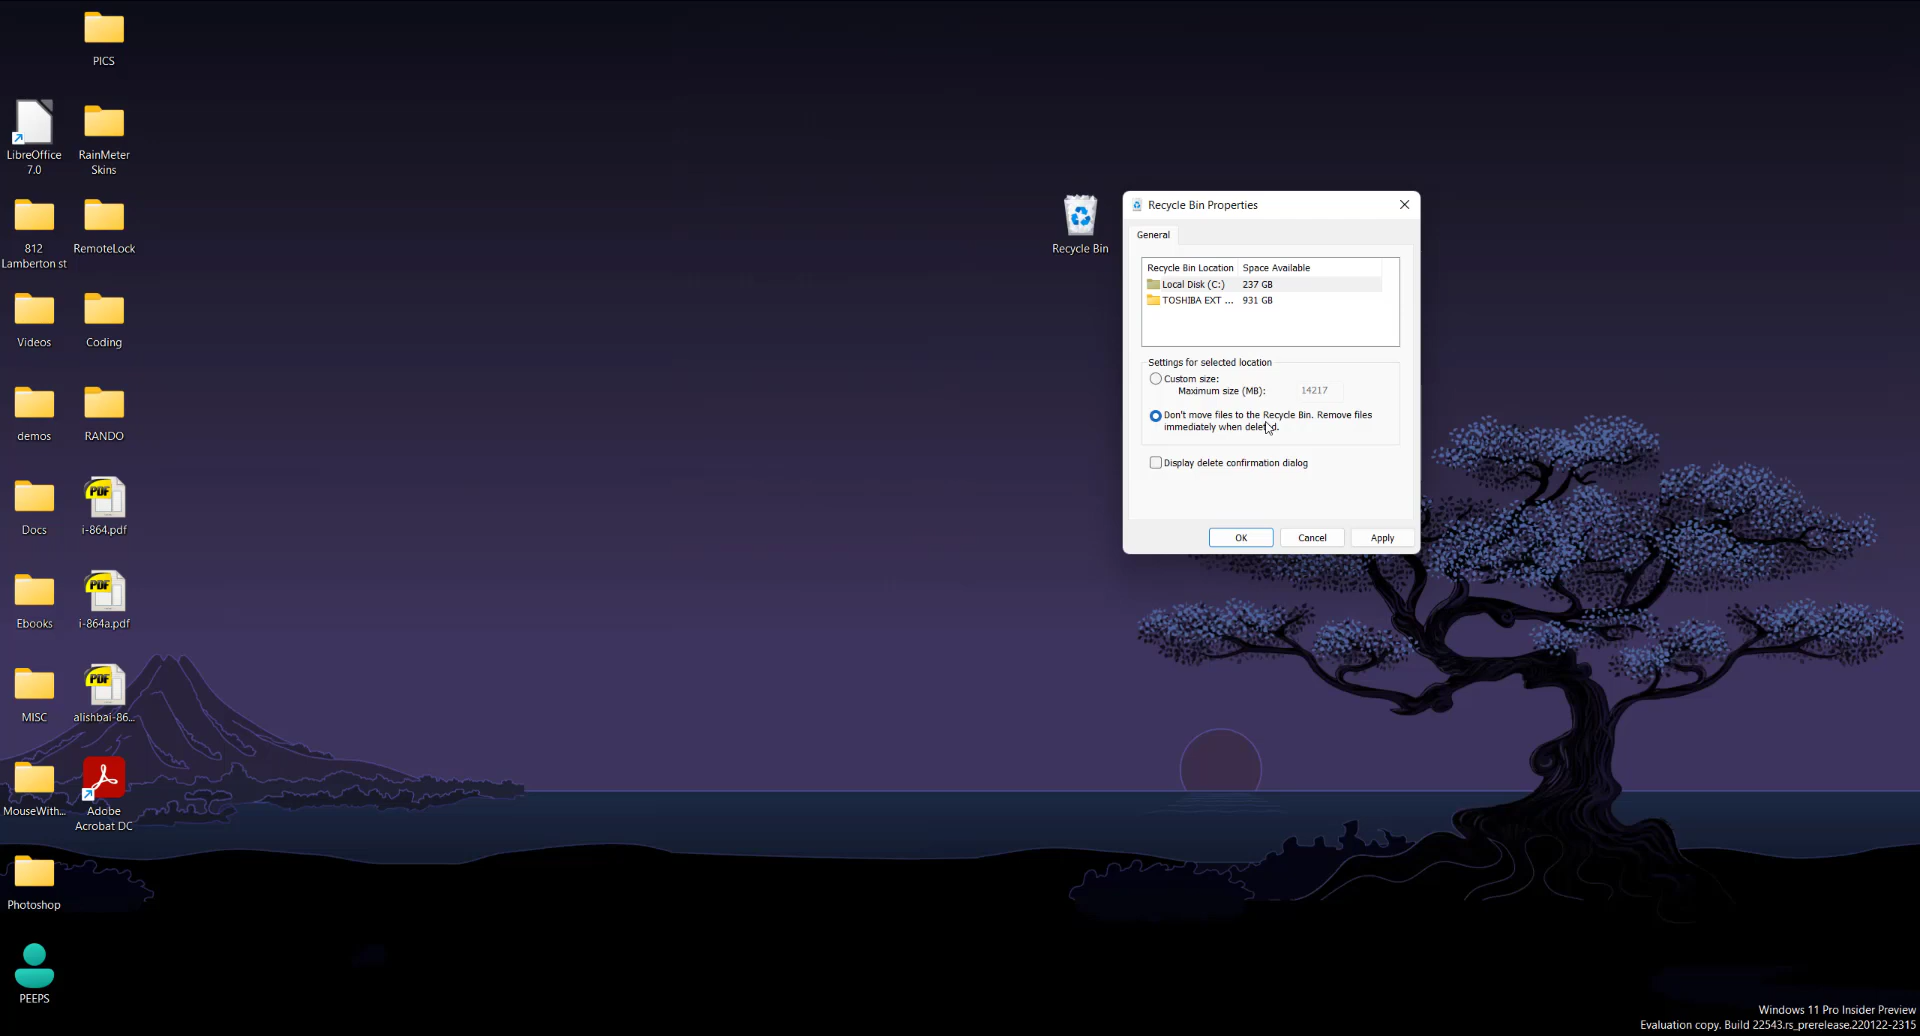 PICS
LibreOffice
7.0
RainMeter
Skins
812
Lamberton st
RemoteLock
Videos
Coding
demos
RANDO
Docs
PDF
i-864.pdf
Ebooks
PDF
i-864a.pdf
MISC
PDF
alishbai-86...
MouseWith...
Adobe
Acrobat DC
Photoshop
PEEPS
Recycle Bin
Recycle Bin Properties
General
Recycle Bin Location Space Available
Local Disk (C:) 237 GB
TOSHIBA EXT ... 931 GB
Settings for selected location
Custom size:
Maximum size (MB): 14217
Don't move files to the Recycle Bin. Remove files
immediately when deleted.
Display delete confirmation dialog
OK Cancel Apply
Windows 11 Pro Insider Preview
Evaluation copy. Build 22543.rs_prerelease.220122-2315